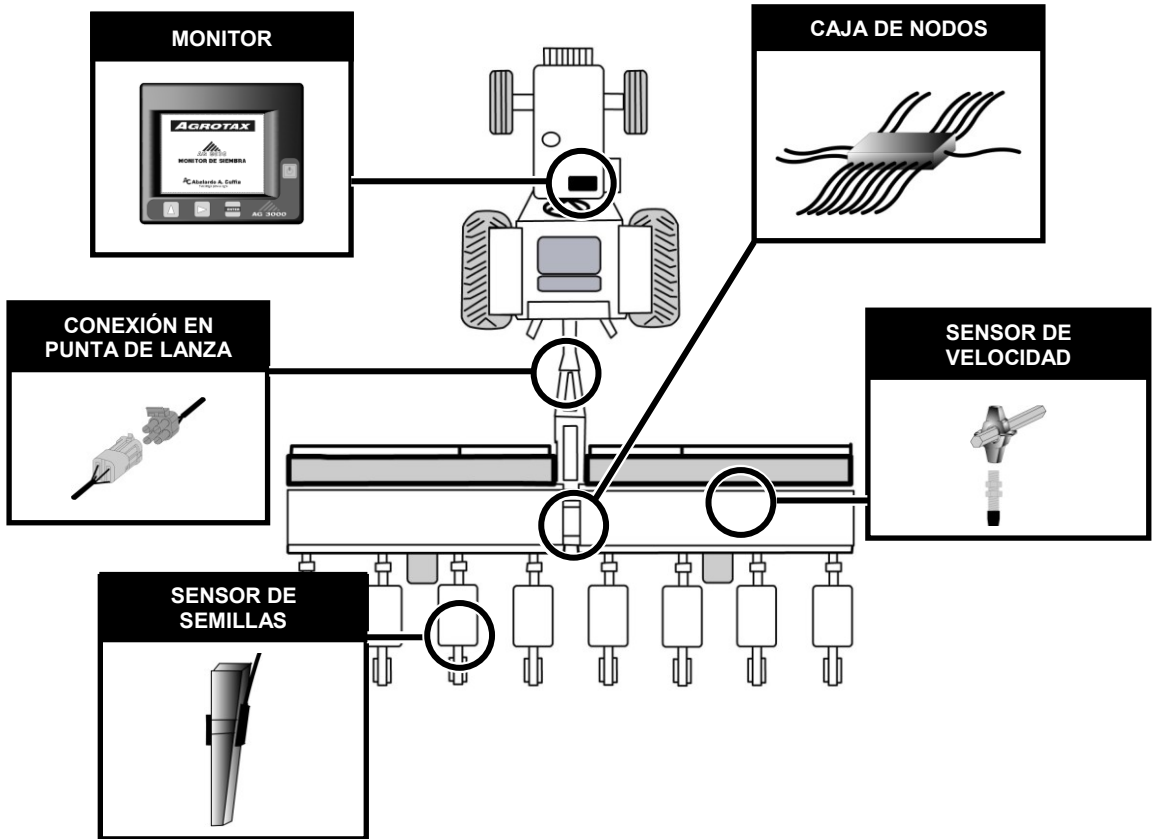 MONITOR
AGROTAX
MONITOR DE SIEMBRA
Abelardo A. Cuffia
ENTER
AG 3000
CAJA DE NODOS
CONEXIÓN EN
PUNTA DE LANZA
SENSOR DE
VELOCIDAD
SENSOR DE
SEMILLAS